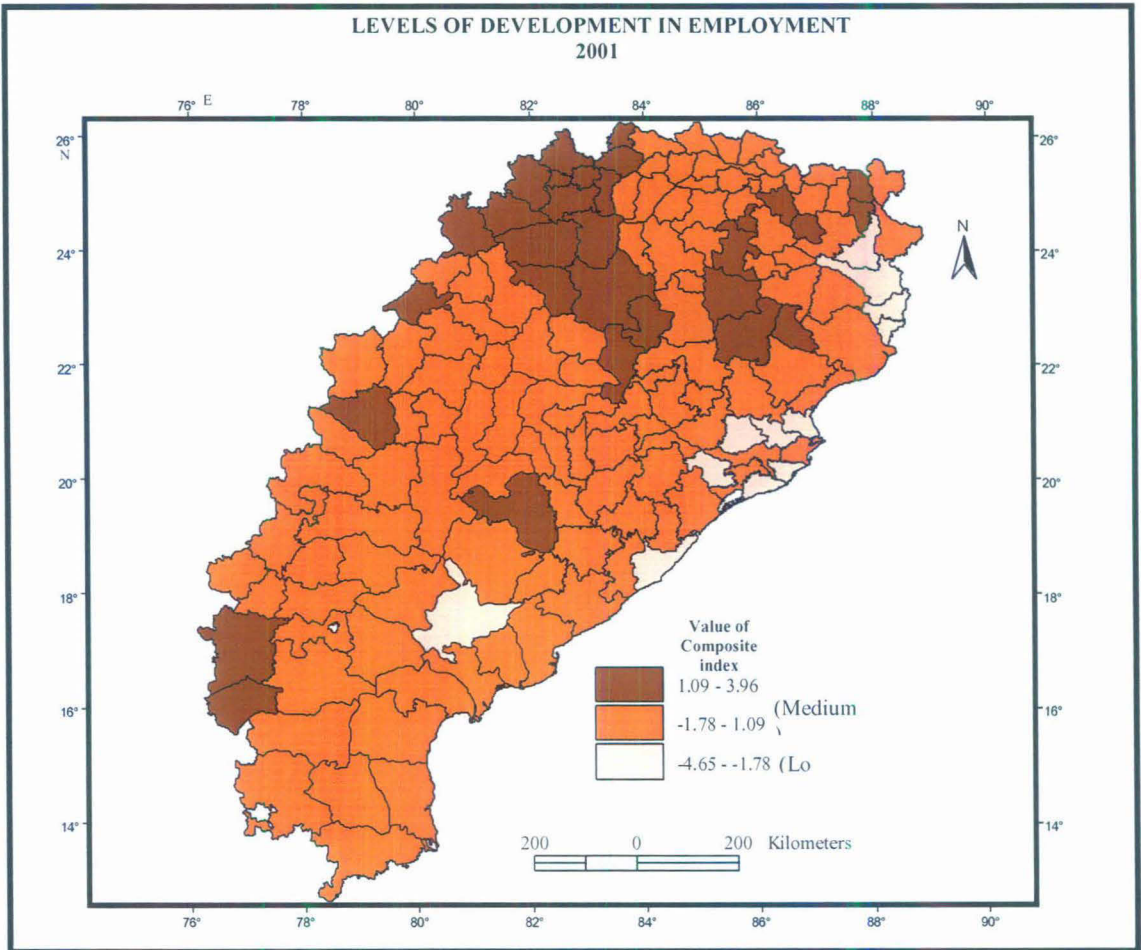 LEVELS OF DEVELOPMENT IN EMPLOYMENT
2001
76° E 78° 80° 82° 84° 86° 88° 90°
26° 26°
N
N
24° 24°
22° 22°
20° 20°
18° 18°
Value of
Composite
index
1.09 - 3.96
16° 16°
-1.78 - 1.09 (Medium
-4.65 - -1.78 (Lo
14° 14°
200 0 200 Kilometers
76° 78° 80° 82° 84° 86° 88° 90°